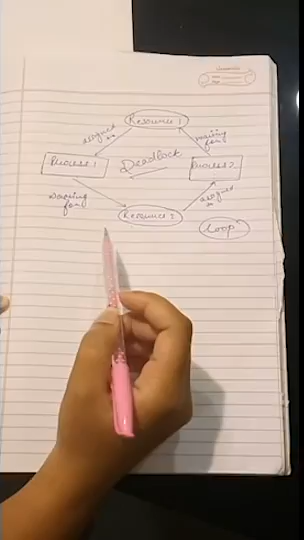 Resource 1
assigned to
waiting for
Process 1
Deadlock
Process 2
waiting for
assigned to
Resource 2
Loop